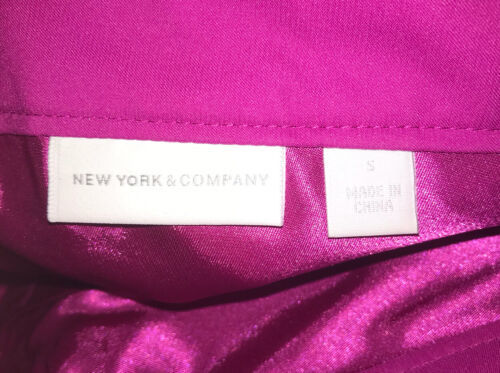 NEW YORK & COMPANY
S
MADE IN
CHINA